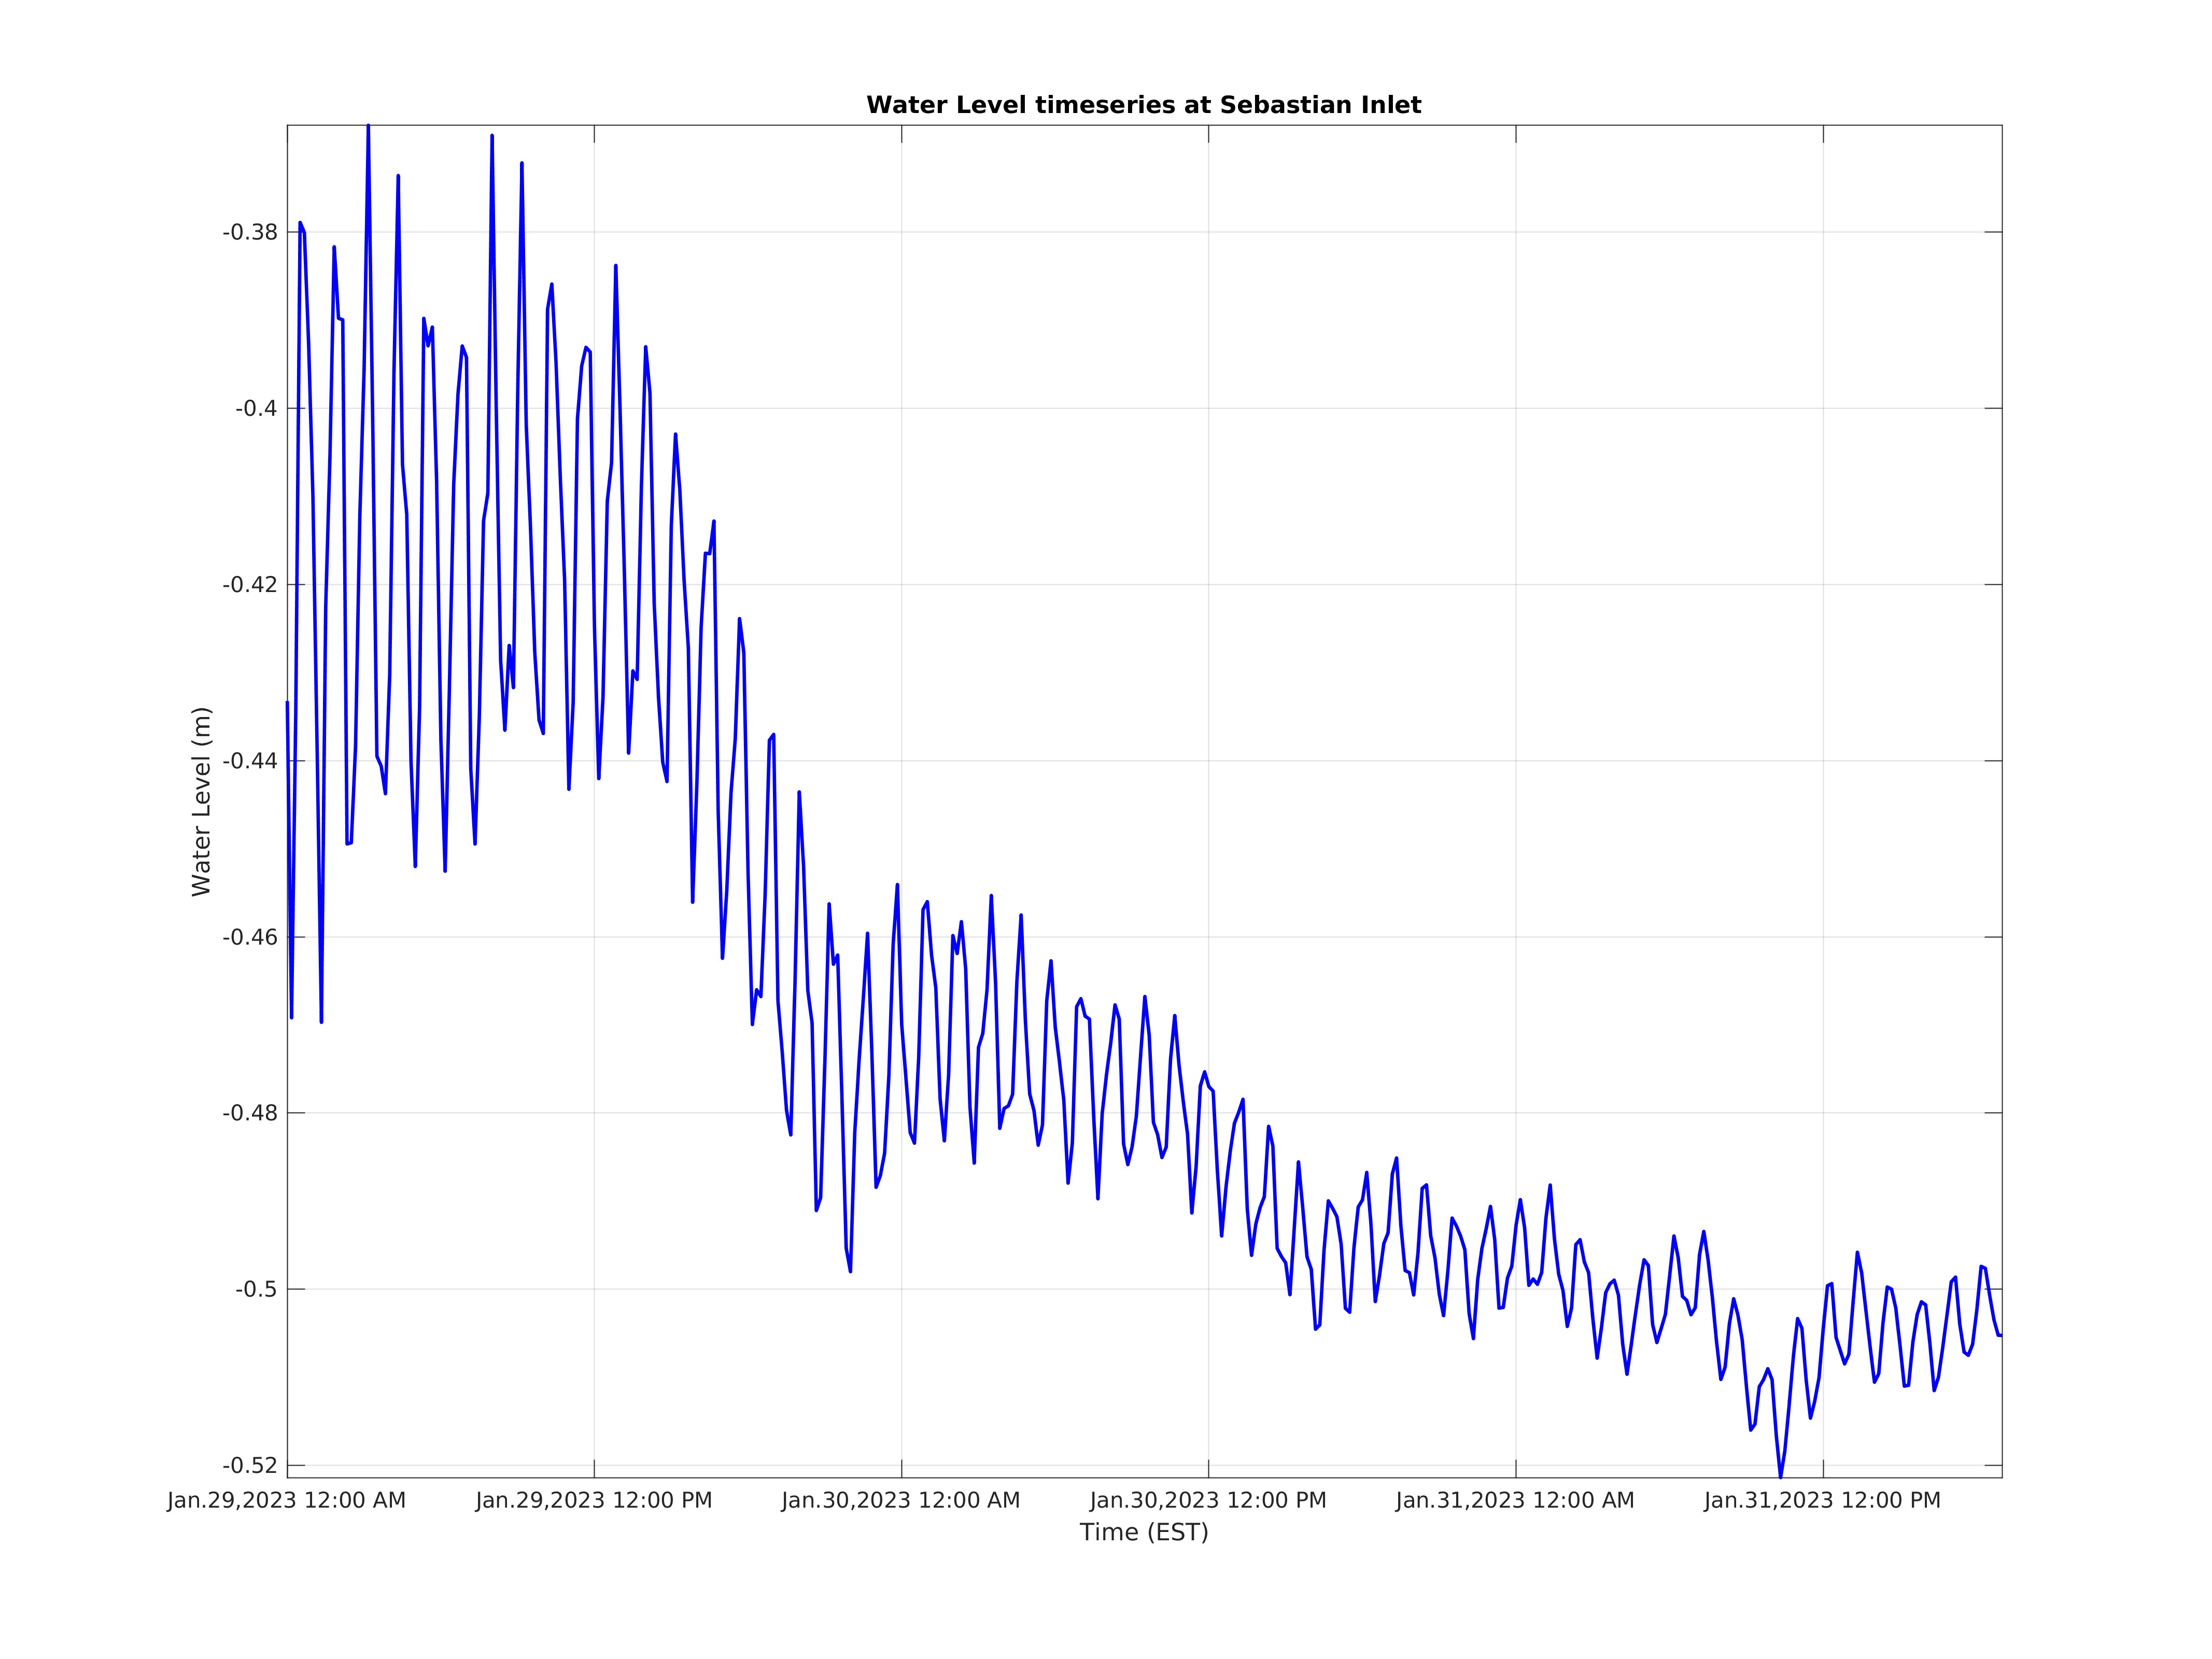 Water Level timeseries at Sebastian Inlet
-0.38
-0.4
-0.42
-0.44
-0.46
-0.48
-0.5
-0.52
Water Level (m)
Jan.29,2023 12:00 AM Jan.29,2023 12:00 PM Jan.30,2023 12:00 AM Jan.30,2023 12:00 PM Jan.31,2023 12:00 AM Jan.31,2023 12:00 PM
Time (EST)